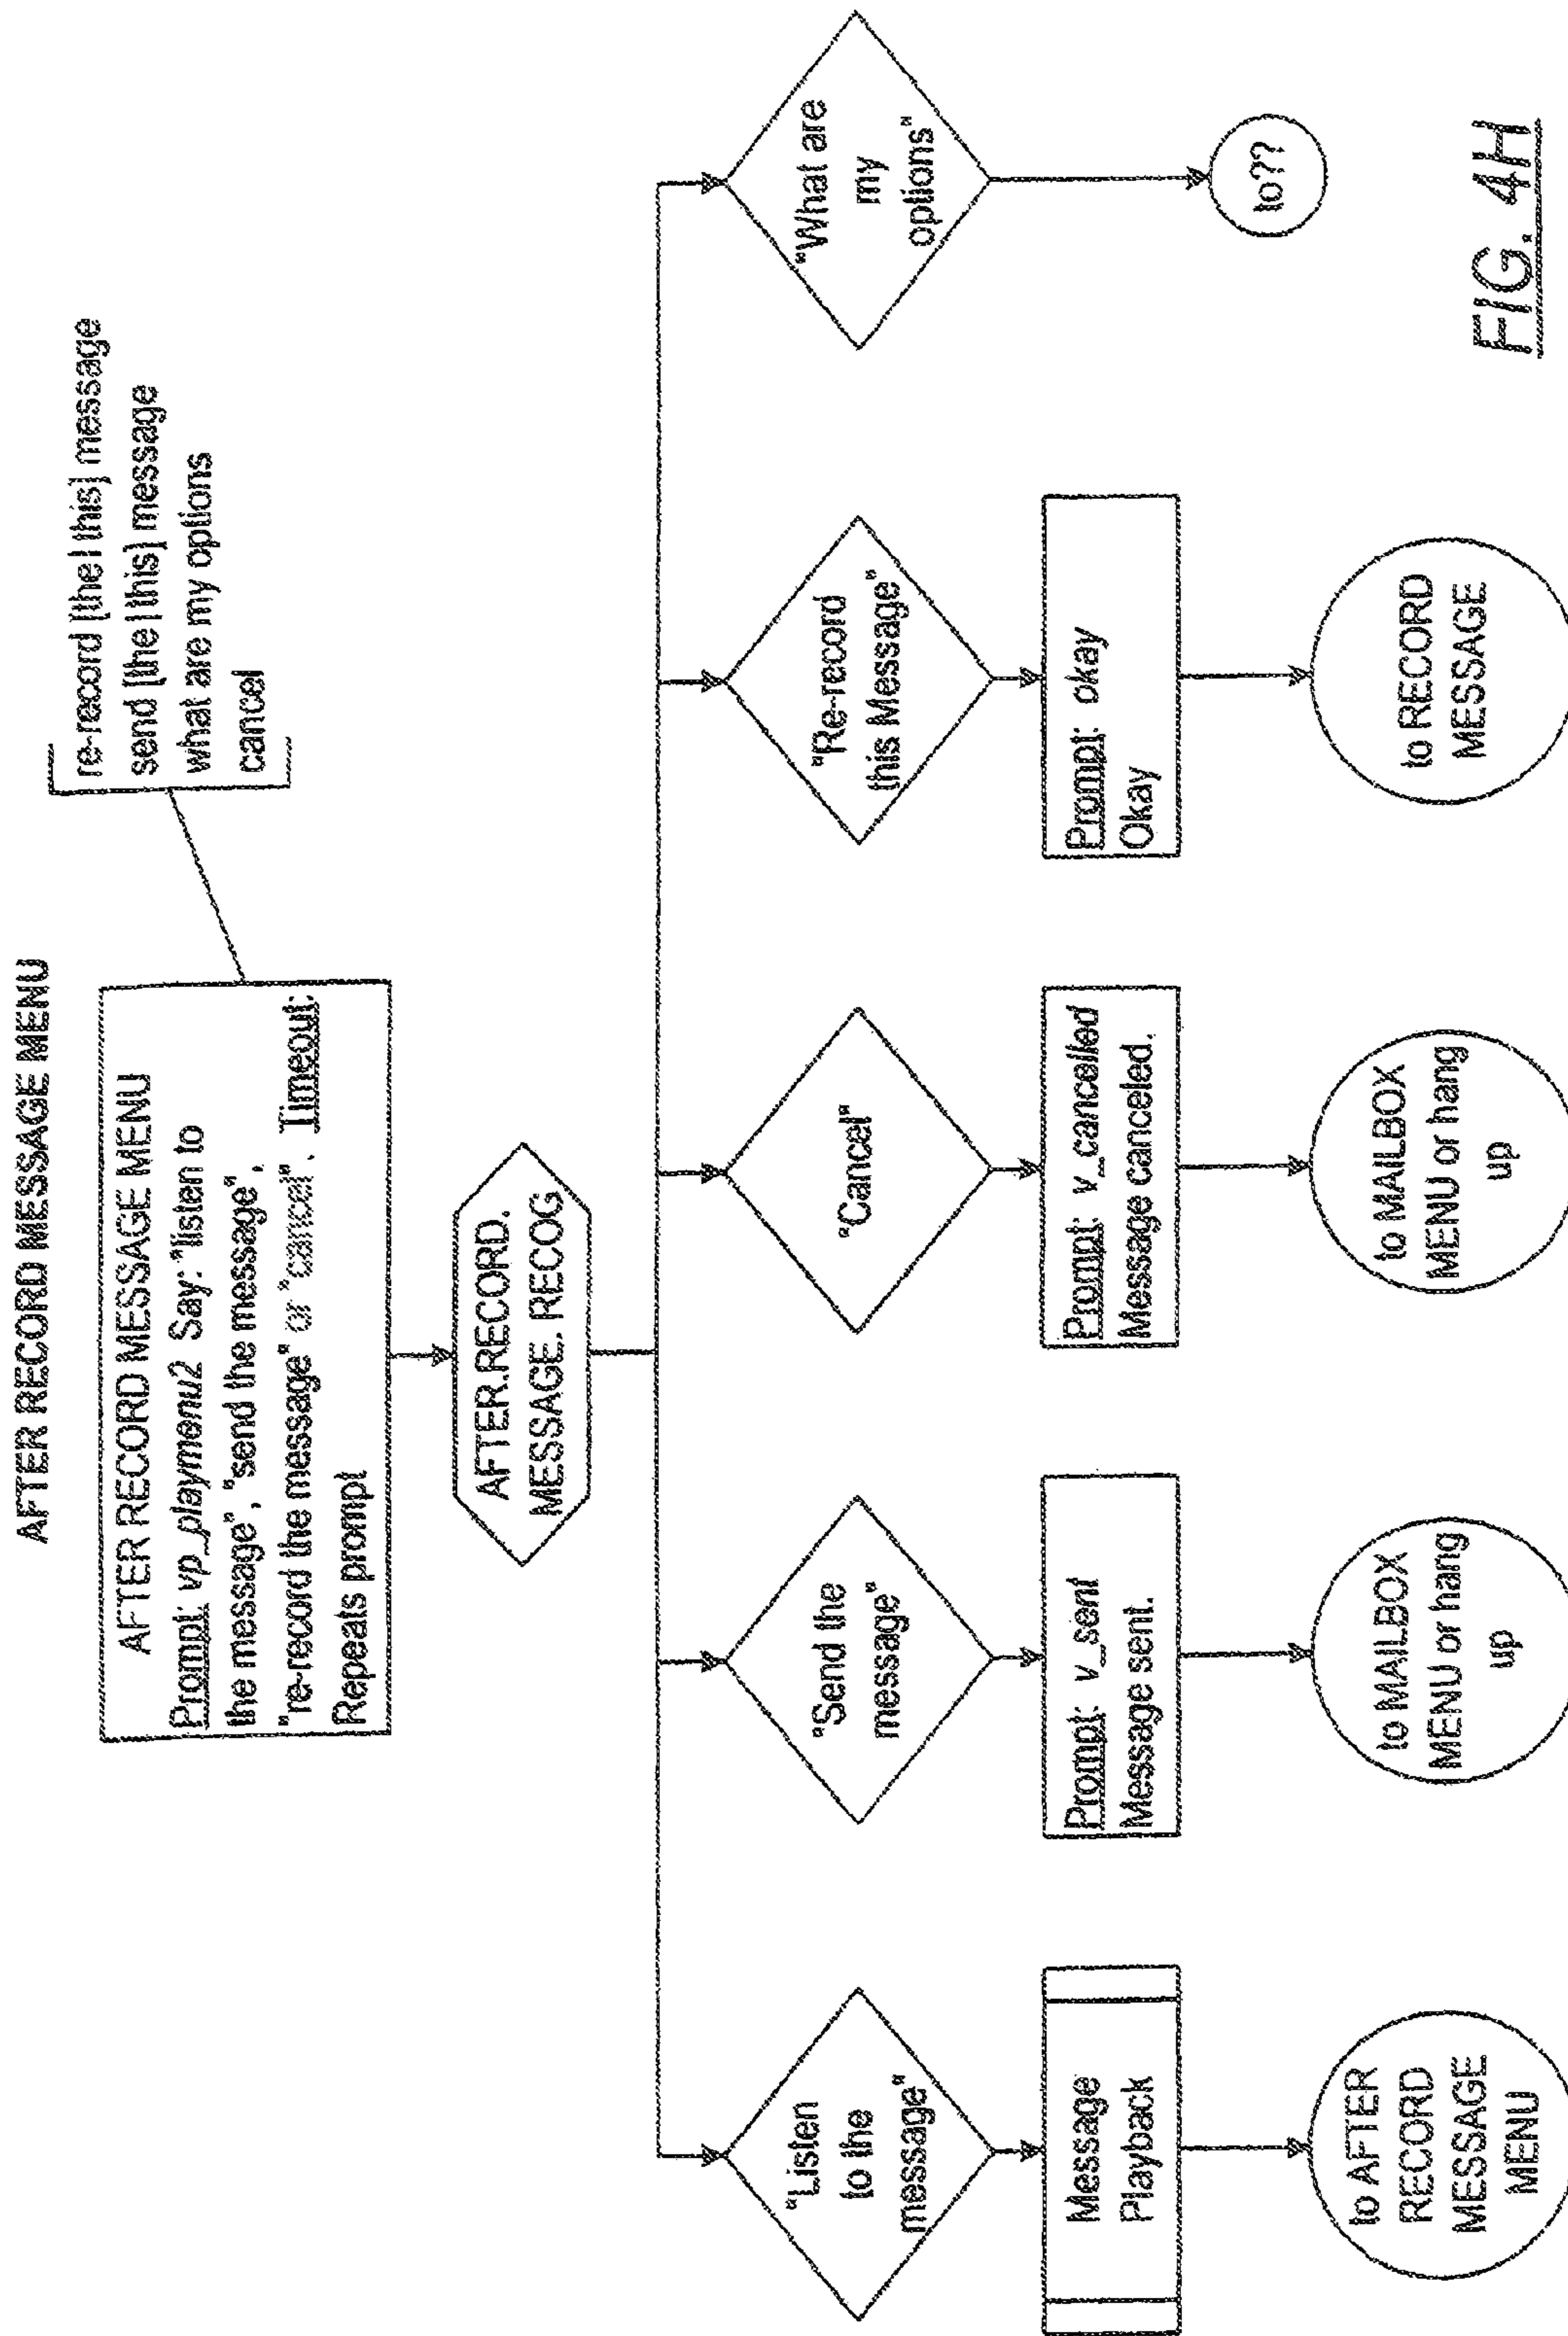 AFTER RECORD MESSAGE MENU
AFTER RECORD MESSAGE MENU
Prompt: vp_playmenu2 Say: "listen to
the message", "send the message",
"re-record the message" or "cancel". Timeout:
Repeats prompt
re-record [the | this] message
send [the | this] message
what are my options
cancel
AFTER.RECORD.
MESSAGE. RECOG
"Listen
to the
message"
"Send the
message"
"Cancel"
"Re-record
this Message"
"What are
my
options"
Message
Playback
Prompt: v_sent
Message sent.
Prompt: v_cancelled
Message canceled.
Prompt: okay
Okay
to AFTER
RECORD
MESSAGE
MENU
to MAILBOX
MENU or hang
up
to MAILBOX
MENU or hang
up
to RECORD
MESSAGE
to??
FIG. 4H